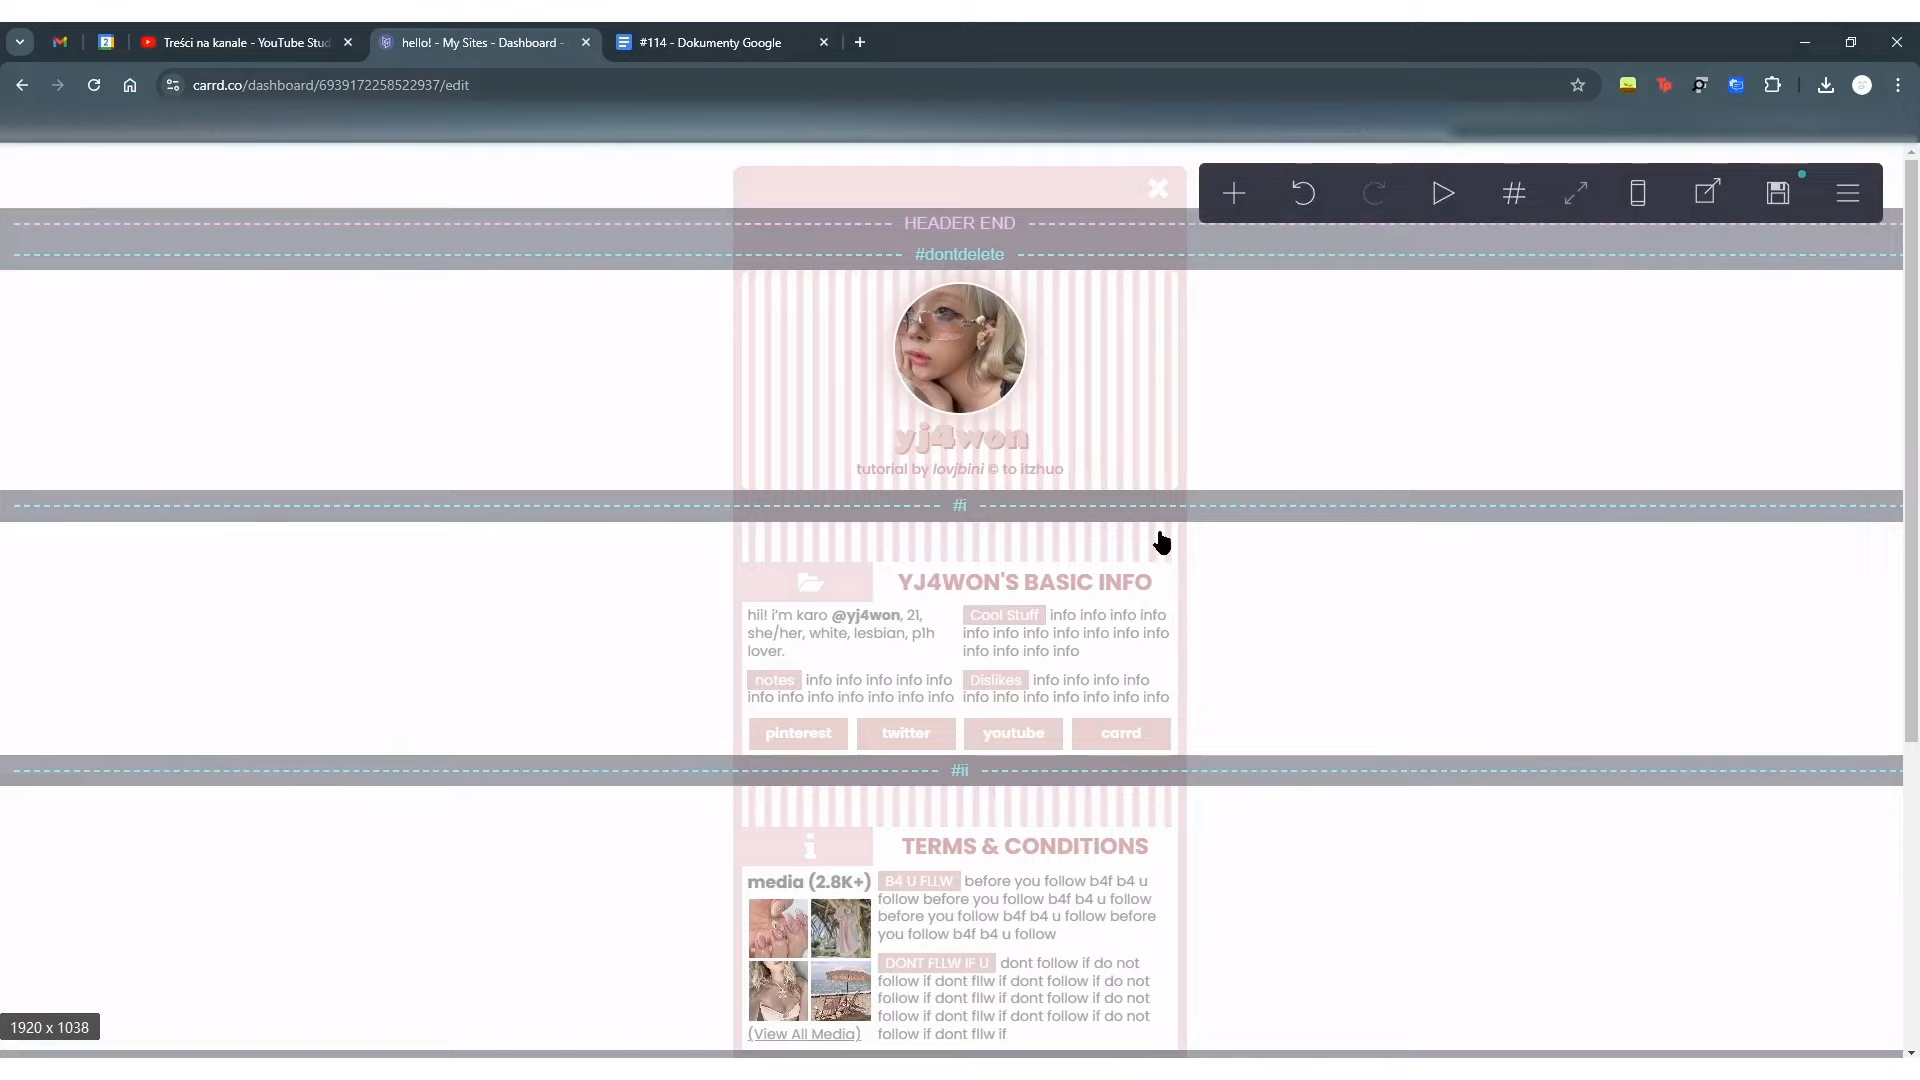 Treści na kanale - YouTube Stud
hello! - My Sites - Dashboard -
#114 - Dokumenty Google
carrd.co/dashboard/6939172258522937/edit
HEADER END
#dontdelete
yj4won
tutorial by lovjbini © to itzhuo
#i
YJ4WON'S BASIC INFO
hii! i'm karo @yj4won, 21,
she/her, white, lesbian, p1h
lover.
notes info info info info info
info info info info info info info
Cool Stuff info info info info
info info info info info info info
info info info info
Dislikes info info info info
info info info info info info info
pinterest
twitter
youtube
carrd
#ii
TERMS & CONDITIONS
media (2.8K+)
(View All Media)
B4 U FLLW before you follow b4f b4 u
follow before you follow b4f b4 u follow
before you follow b4f b4 u follow before
you follow b4f b4 u follow
DONT FLLW IF U dont follow if do not
follow if dont fllw if dont follow if do not
follow if dont fllw if dont follow if do not
follow if dont fllw if dont follow if do not
follow if dont fllw if
1920 x 1038